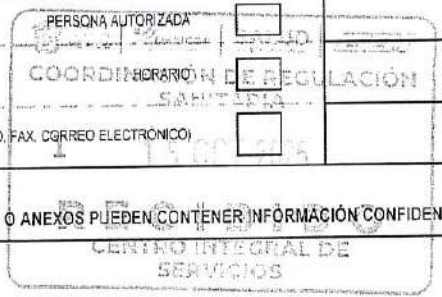 PERSONA AUTORIZADA
SALUD
COORDINACIÓN DE REGULACIÓN
HORARIO
SANITARIA
FAX, CORREO ELECTRÓNICO)
O ANEXOS PUEDEN CONTENER INFORMACIÓN CONFIDEN
RECIBIDO
CENTRO INTEGRAL DE
SERVICIOS